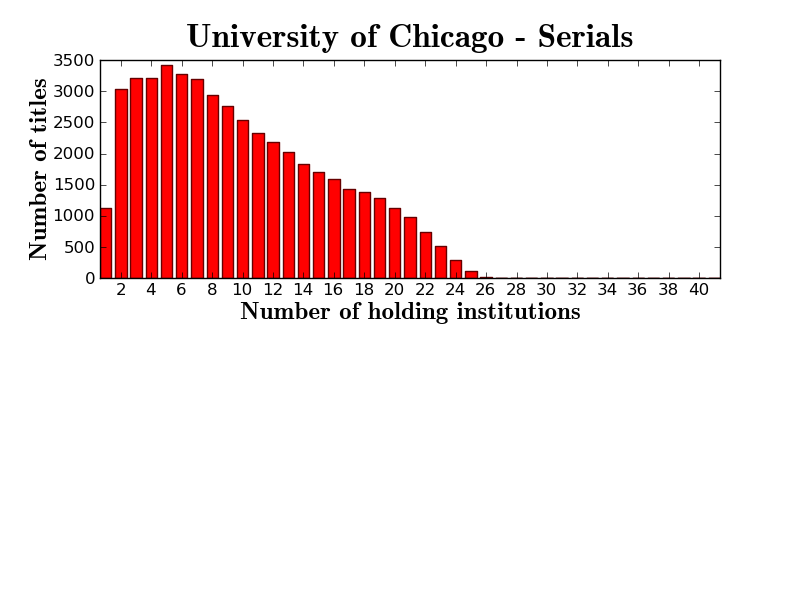 University of Chicago - Serials
Number of titles
3500
3000
2500
2000
1500
1000
500
0
2 4 6 8 10 12 14 16 18 20 22 24 26 28 30 32 34 36 38 40
Number of holding institutions